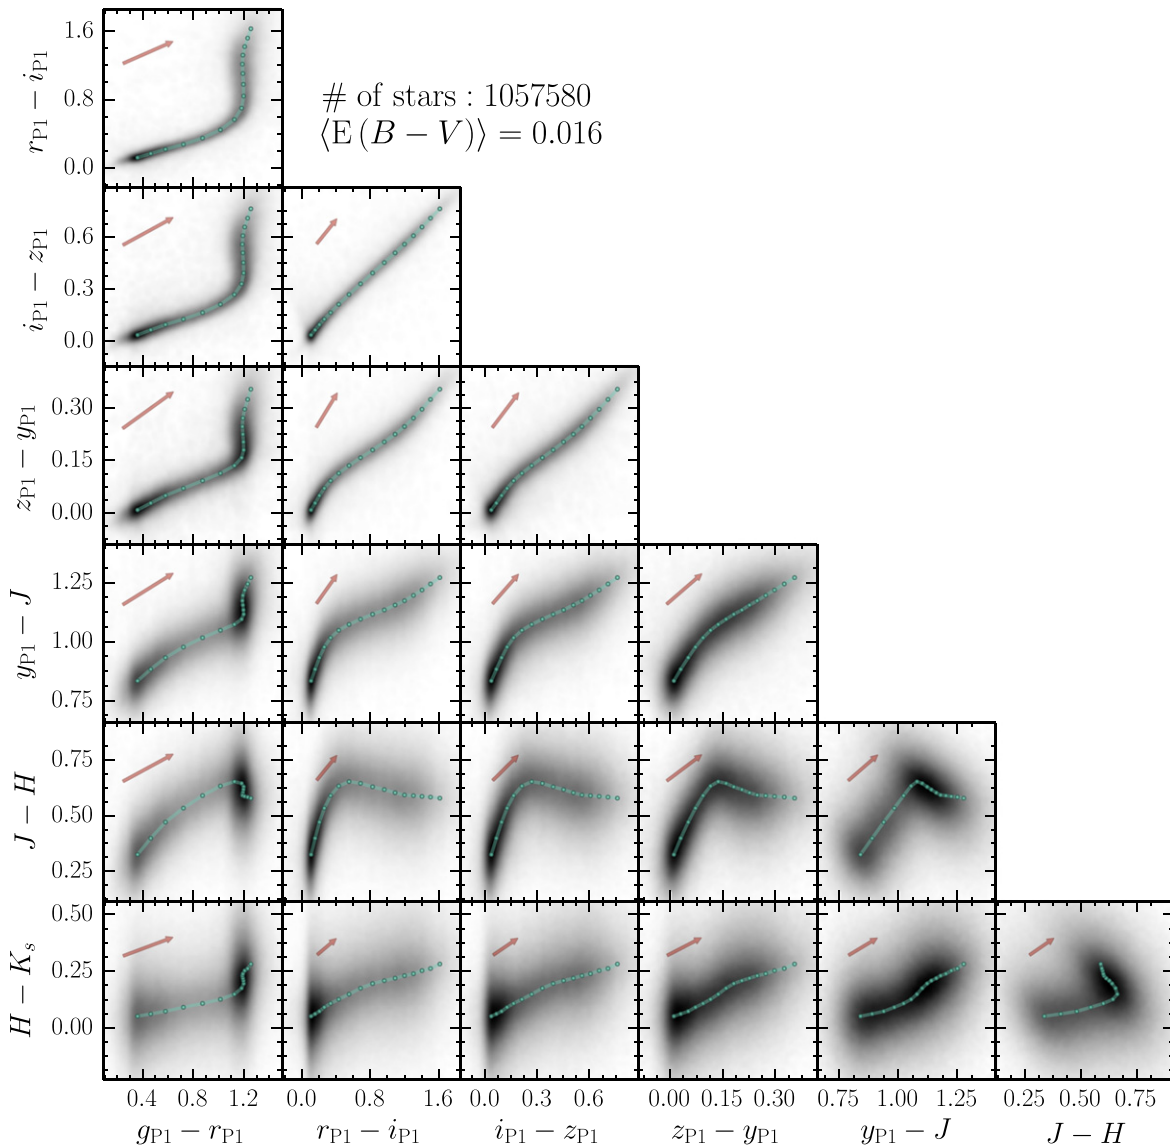 # of stars : 1057580
⟨E (B − V)⟩ = 0.016
r_P1 − i_P1
1.6
0.8
0.0
i_P1 − z_P1
0.6
0.3
0.0
z_P1 − y_P1
0.30
0.15
0.00
y_P1 − J
1.25
1.00
0.75
J − H
0.75
0.50
0.25
H − K_s
0.50
0.25
0.00
0.4 0.8 1.2 0.0 0.8 1.6 0.0 0.3 0.6 0.00 0.15 0.30 0.75 1.00 1.25 0.25 0.50 0.75
g_P1 − r_P1 r_P1 − i_P1 i_P1 − z_P1 z_P1 − y_P1 y_P1 − J J − H